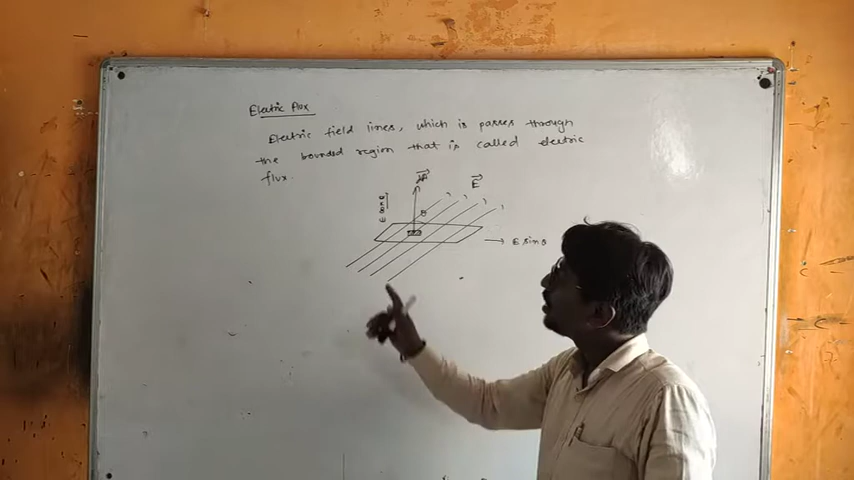 Electric flux
Electric field lines, which is passes through
the bounded region that is called electric
flux.
E
E cos θ
θ
E sin θ